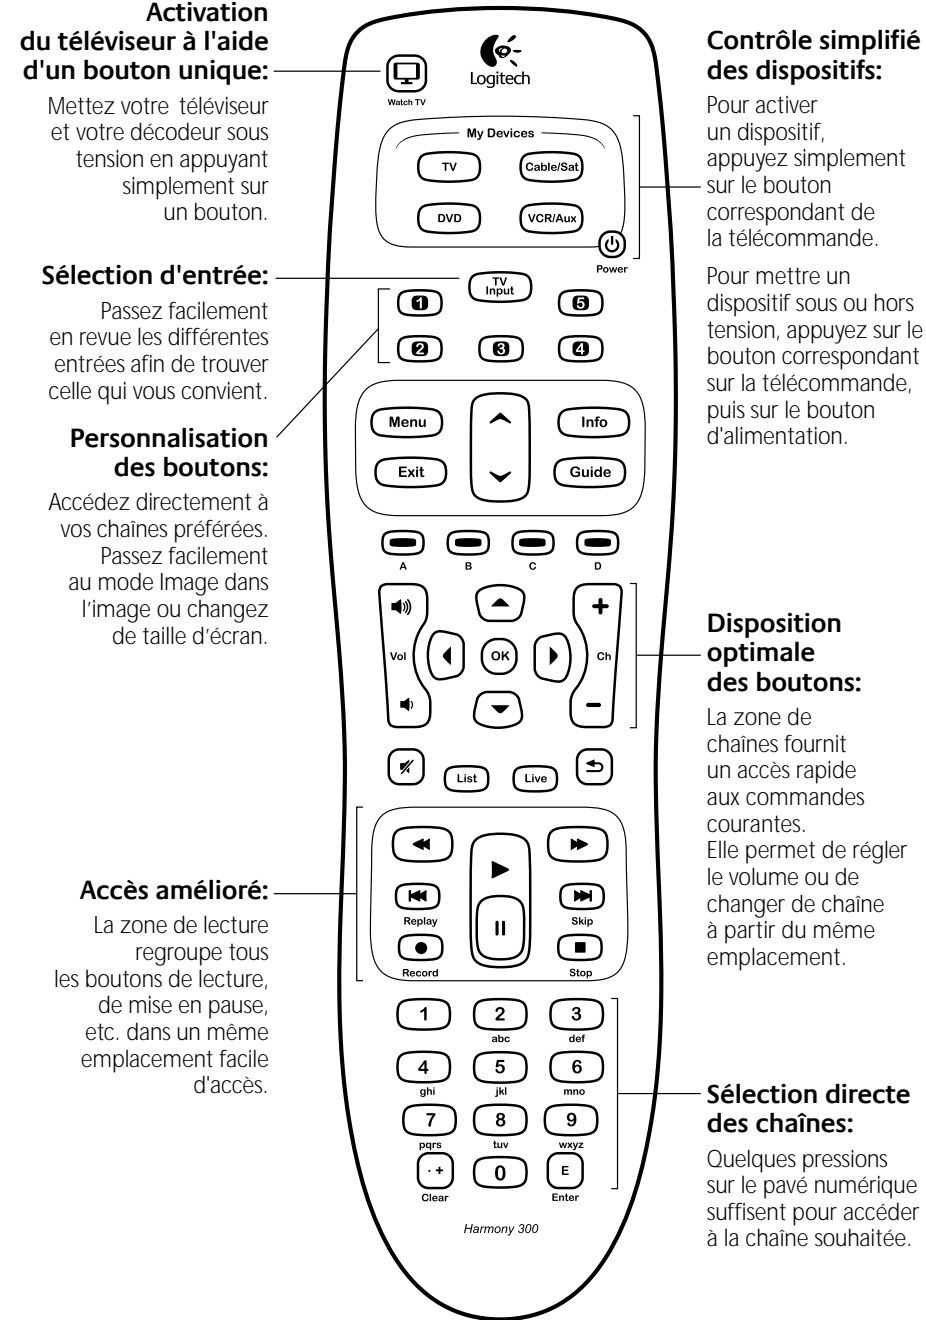 Activation
du téléviseur à l'aide
d'un bouton unique:
Mettez votre téléviseur
et votre décodeur sous
tension en appuyant
simplement sur
un bouton.
Sélection d'entrée:
Passez facilement
en revue les différentes
entrées afin de trouver
celle qui vous convient.
Personnalisation
des boutons:
Accédez directement à
vos chaînes préférées.
Passez facilement
au mode Image dans
l'image ou changez
de taille d'écran.
Accès amélioré:
La zone de lecture
regroupe tous
les boutons de lecture,
de mise en pause,
etc. dans un même
emplacement facile
d'accès.
Logitech
Watch TV
My Devices
TV
Cable/Sat
DVD
VCR/Aux
Power
TV
Input
1
5
2
3
4
Menu
Info
Exit
Guide
A
B
C
D
+
Vol
OK
Ch
-
List
Live
Replay
Skip
Record
Stop
1
2
3
abc
def
4
5
6
ghi
jkl
mno
7
8
9
pqrs
tuv
wxyz
· +
0
E
Clear
Enter
Harmony 300
Contrôle simplifié
des dispositifs:
Pour activer
un dispositif,
appuyez simplement
sur le bouton
correspondant de
la télécommande.
Pour mettre un
dispositif sous ou hors
tension, appuyez sur le
bouton correspondant
sur la télécommande,
puis sur le bouton
d'alimentation.
Disposition
optimale
des boutons:
La zone de
chaînes fournit
un accès rapide
aux commandes
courantes.
Elle permet de régler
le volume ou de
changer de chaîne
à partir du même
emplacement.
Sélection directe
des chaînes:
Quelques pressions
sur le pavé numérique
suffisent pour accéder
à la chaîne souhaitée.